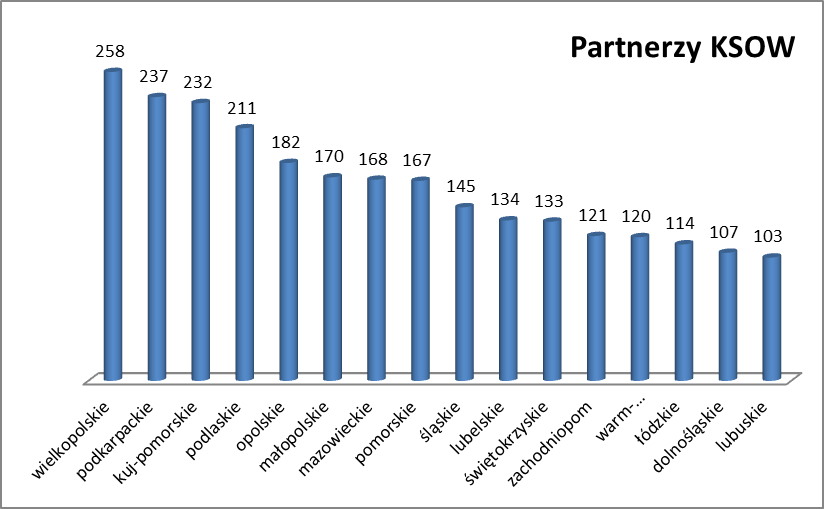 Partnerzy KSOW
258
237
232
211
182
170
168
167
145
134
133
121
120
114
107
103
wielkopolskie
podkarpackie
kuj-pomorskie
podlaskie
opolskie
małopolskie
mazowieckie
pomorskie
śląskie
lubelskie
świętokrzyskie
zachodniopom
warm-...
łódzkie
dolnośląskie
lubuskie